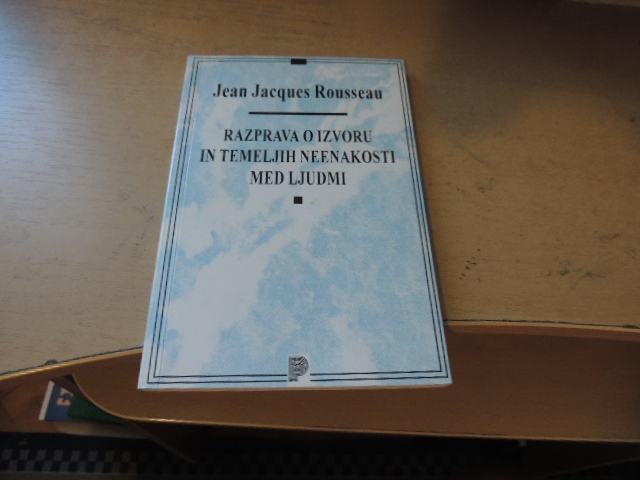 Jean Jacques Rousseau
RAZPRAVA O IZVORU
IN TEMELJIH NEENAKOSTI
MED LJUDMI